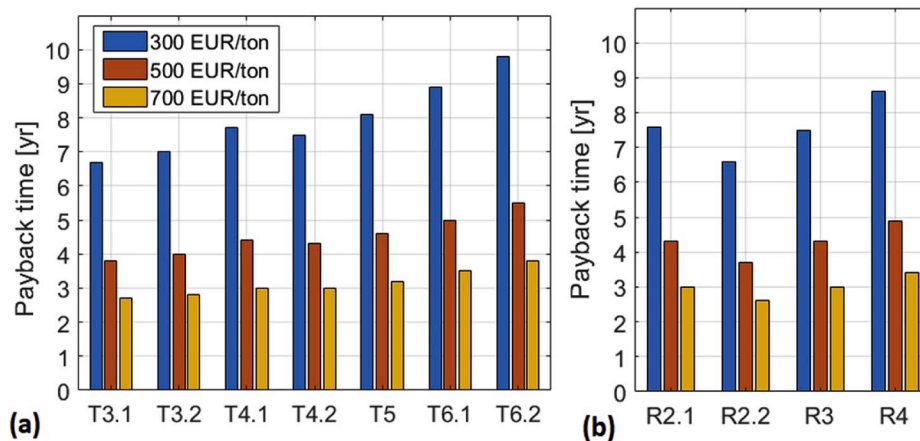 300 EUR/ton
500 EUR/ton
700 EUR/ton
Payback time [yr]
10
9
8
7
6
5
4
3
2
1
0
T3.1 T3.2 T4.1 T4.2 T5 T6.1 T6.2
(a)
Payback time [yr]
10
9
8
7
6
5
4
3
2
1
0
R2.1 R2.2 R3 R4
(b)